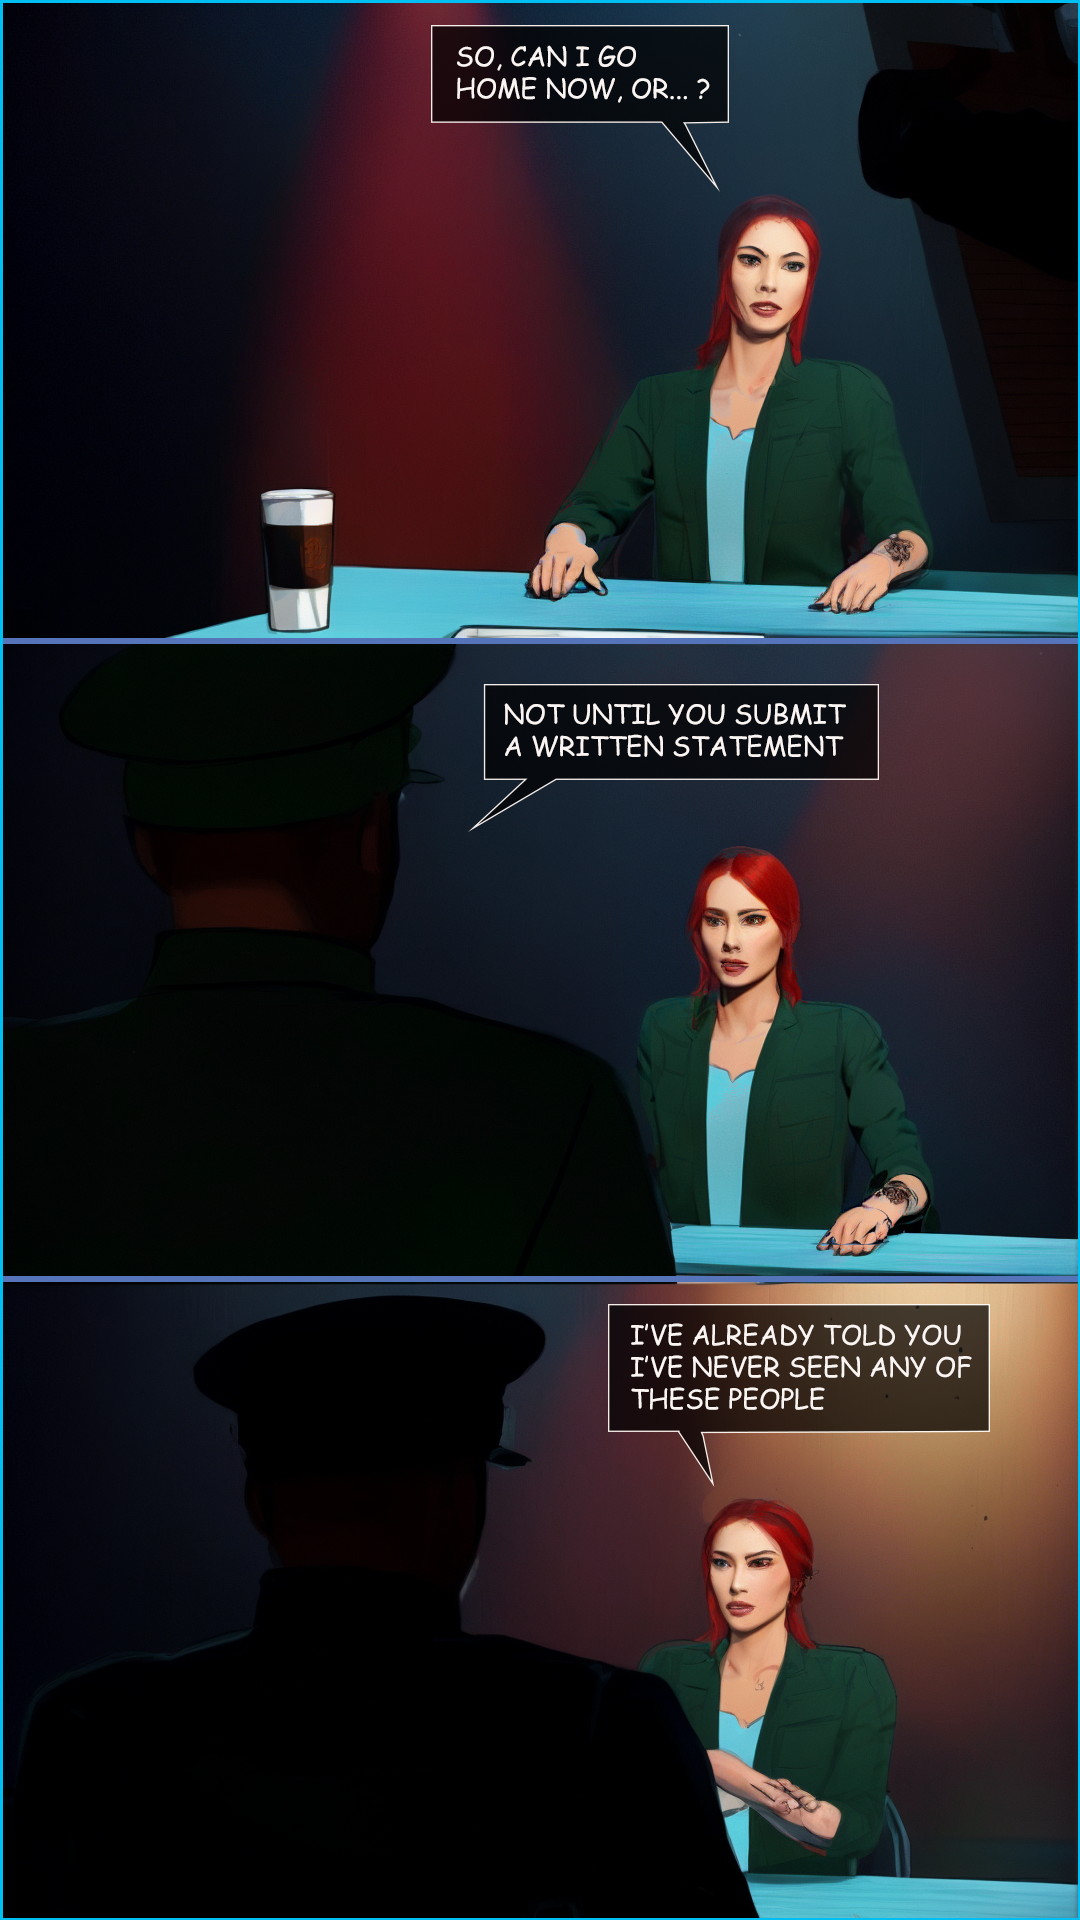 SO, CAN I GO
HOME NOW, OR... ?
NOT UNTIL YOU SUBMIT
A WRITTEN STATEMENT
I'VE ALREADY TOLD YOU
I'VE NEVER SEEN ANY OF
THESE PEOPLE